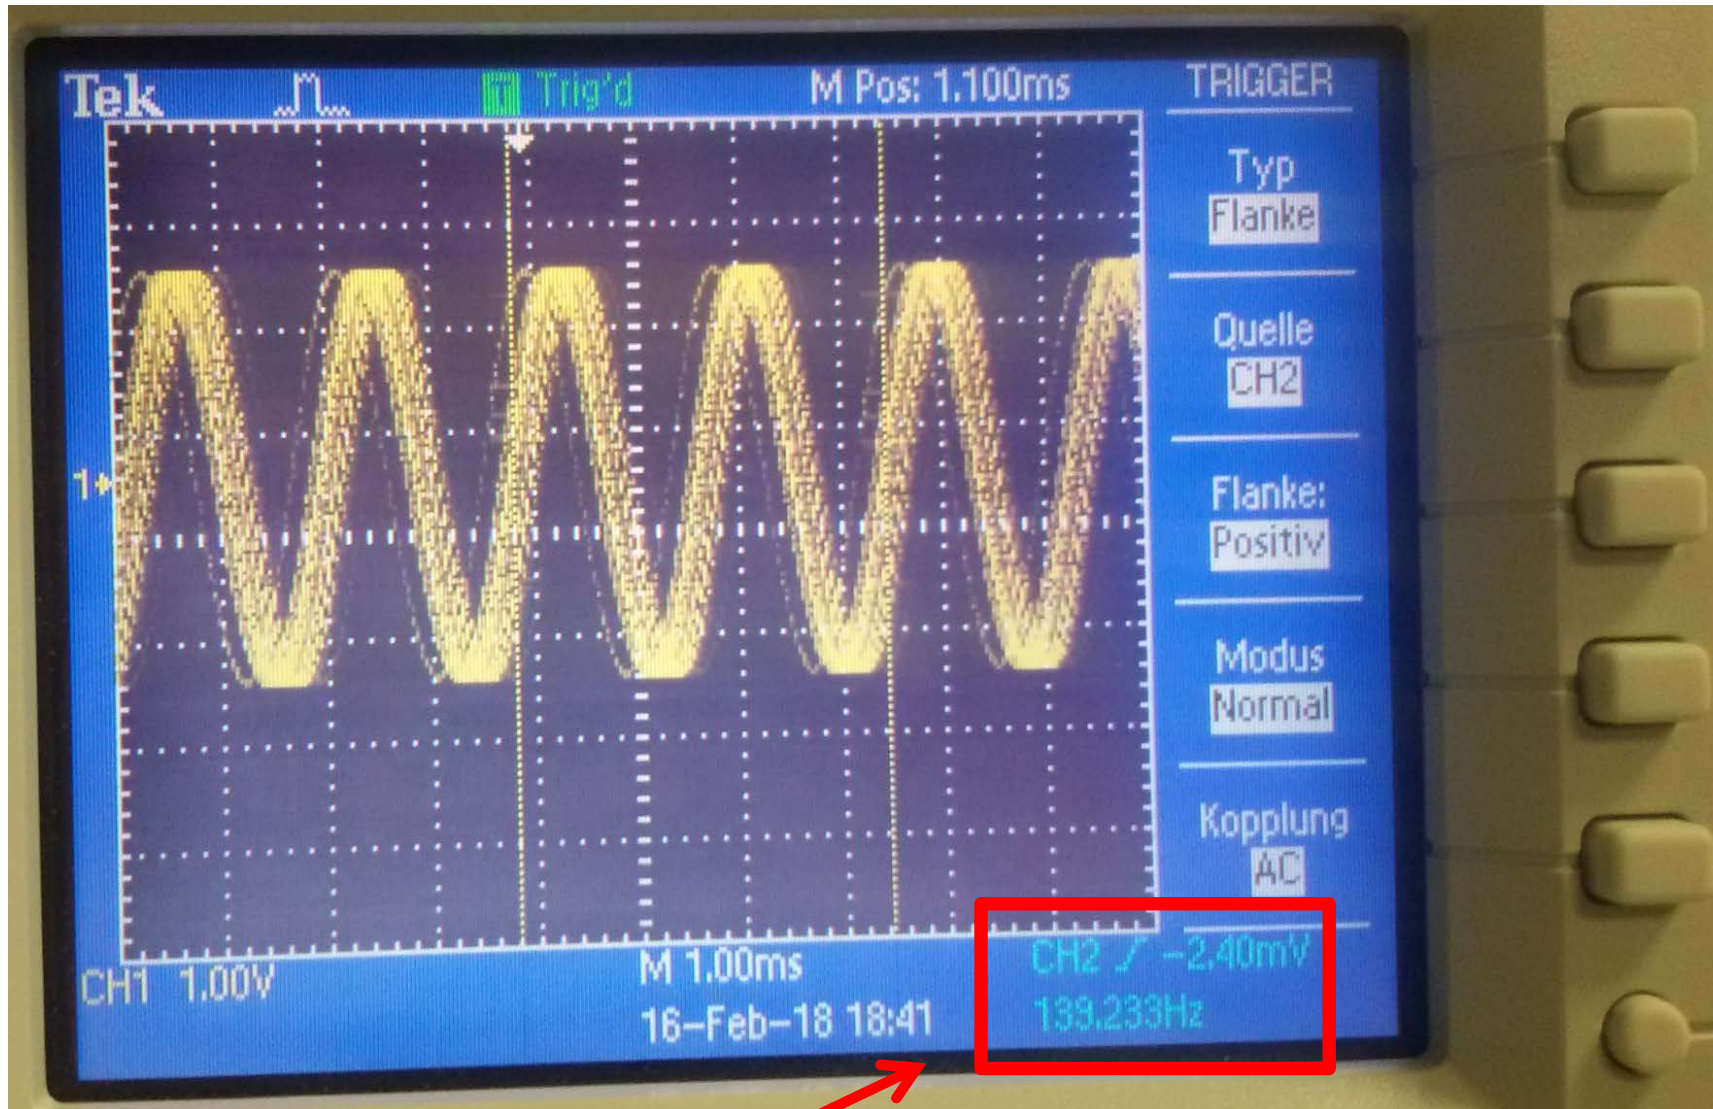 Tek T Trig'd M Pos: 1.100ms TRIGGER
Typ
Flanke
Quelle
CH2
Flanke:
Positiv
Modus
Normal
Kopplung
AC
1
CH1 1.00V M 1.00ms CH2 -2.40mV
16-Feb-18 18:41 139.233Hz